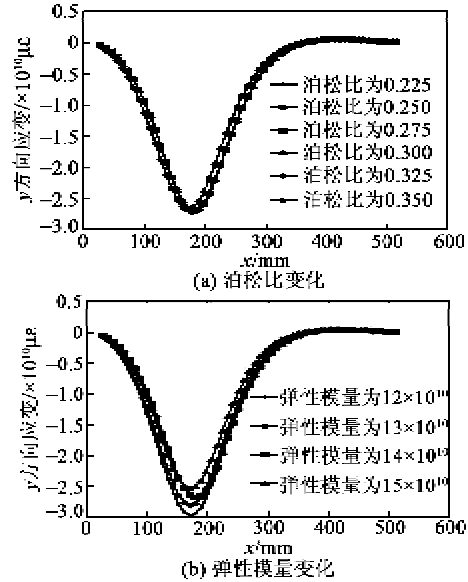 0.5
0
−0.5
−1.0
−1.5
−2.0
−2.5
−3.0
y方向应变/×10¹⁰με
泊松比为0.225
泊松比为0.250
泊松比为0.275
泊松比为0.300
泊松比为0.325
泊松比为0.350
0 100 200 300 400 500 600
x/mm
(a) 泊松比变化
0.5
0
−0.5
−1.0
−1.5
−2.0
−2.5
−3.0
y方向应变/×10¹⁰με
弹性模量为12×10¹⁰
弹性模量为13×10¹⁰
弹性模量为14×10¹⁰
弹性模量为15×10¹⁰
0 100 200 300 400 500 600
x/mm
(b) 弹性模量变化